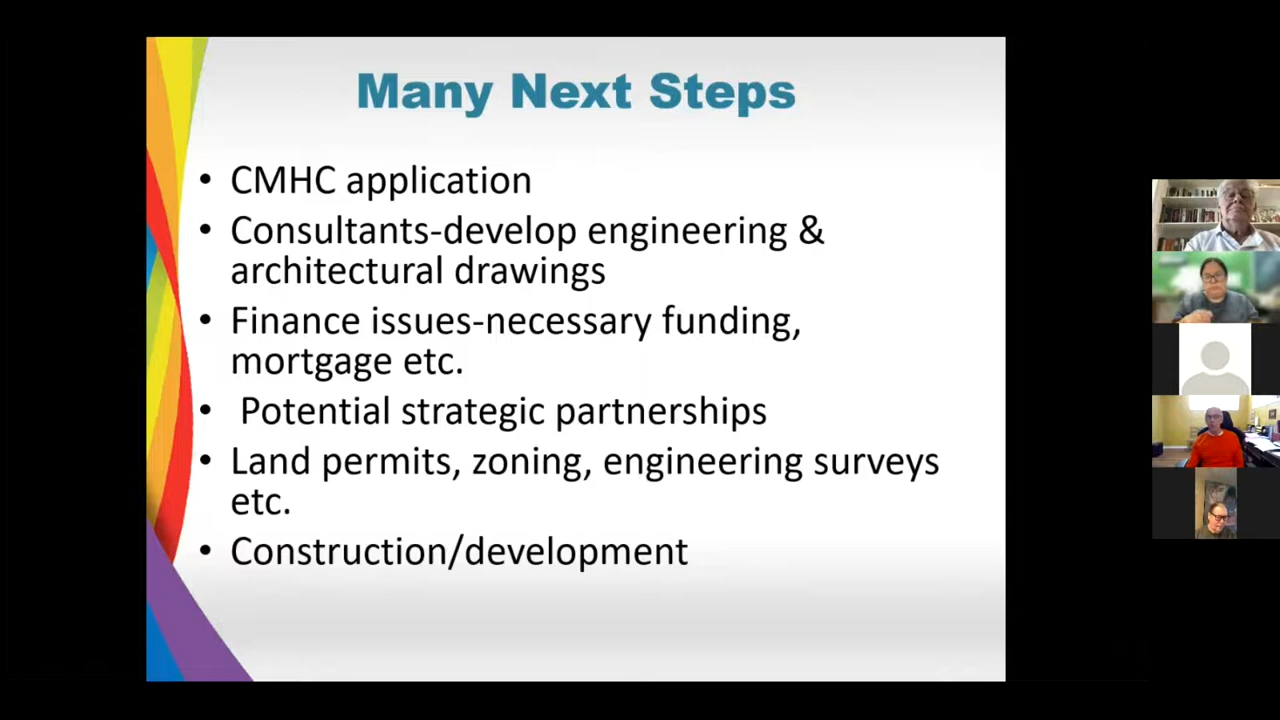 Many Next Steps
• CMHC application
• Consultants-develop engineering &
architectural drawings
• Finance issues-necessary funding,
mortgage etc.
• Potential strategic partnerships
• Land permits, zoning, engineering surveys
etc.
• Construction/development